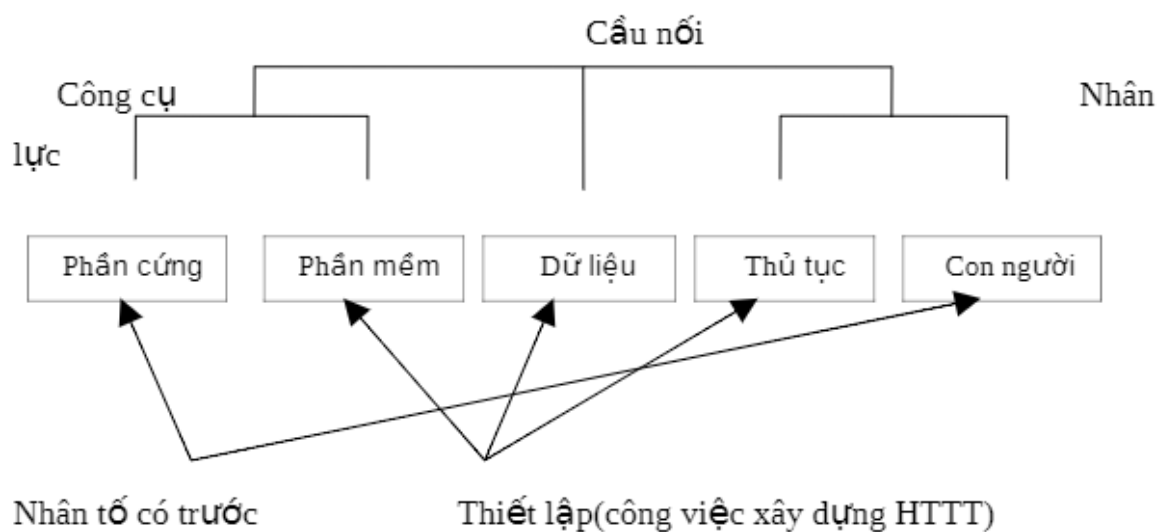 Cầu nối
Công cụ Nhân
lực
Phần cứng Phần mềm Dữ liệu Thủ tục Con người
Nhân tố có trước Thiết lập(công việc xây dựng HTTT)